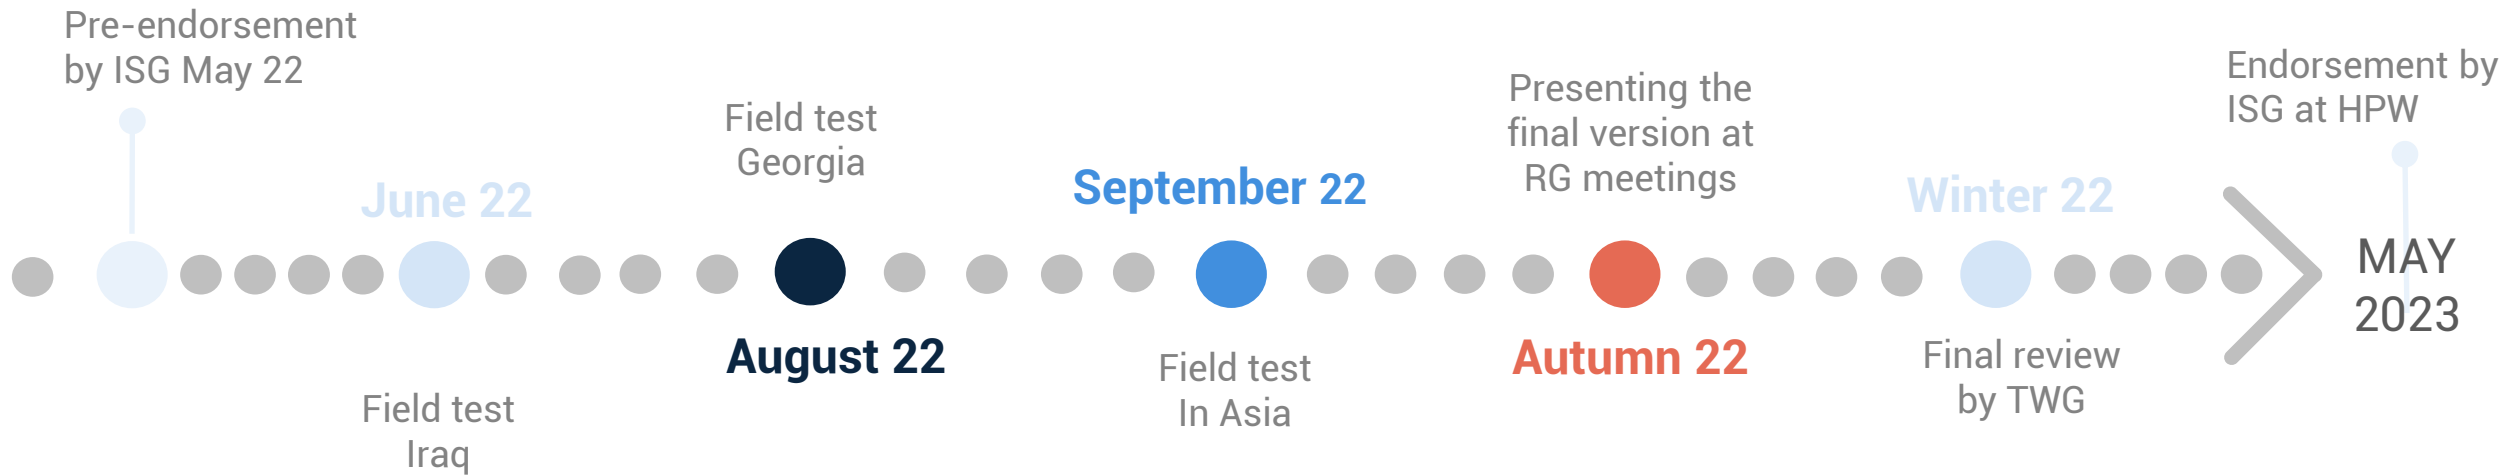 Pre-endorsement
by ISG May 22
June 22
Field test
Iraq
Field test
Georgia
August 22
September 22
Field test
In Asia
Presenting the
final version at
RG meetings
Autumn 22
Winter 22
Final review
by TWG
Endorsement by
ISG at HPW
MAY
2023